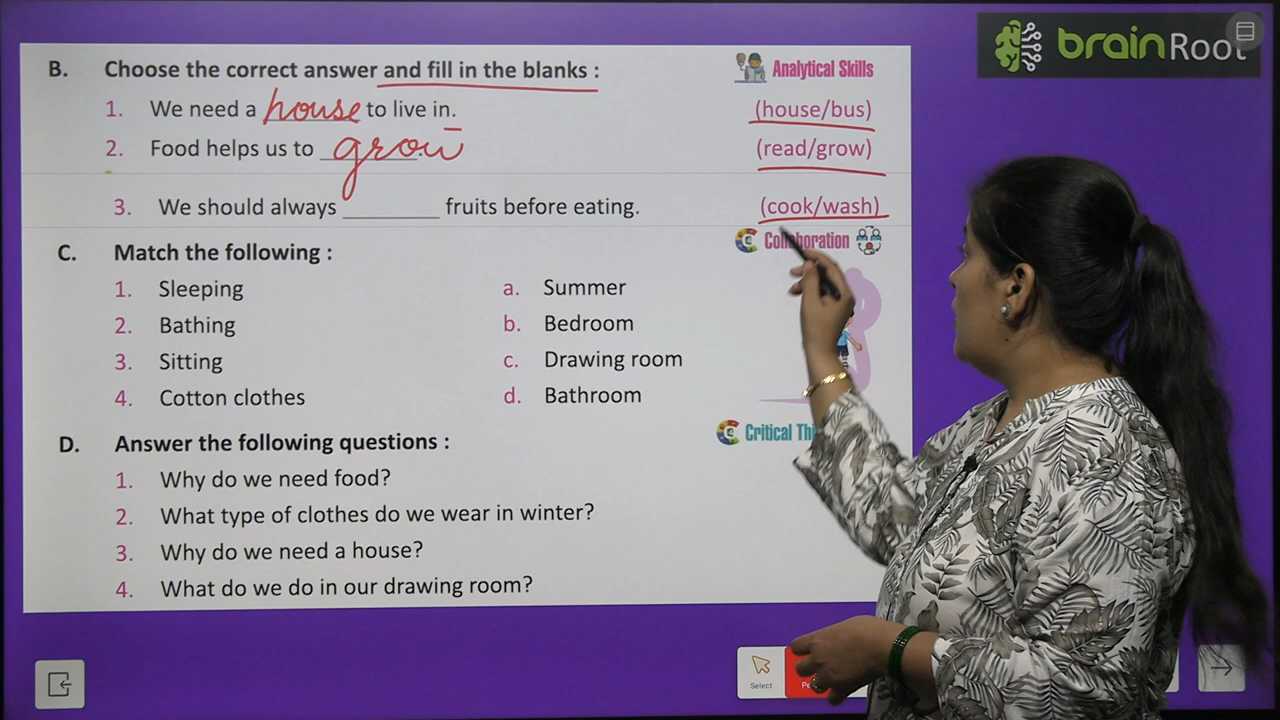 brainRoot
B. Choose the correct answer and fill in the blanks : Analytical Skills
1. We need a house to live in. (house/bus)
2. Food helps us to grow. (read/grow)
3. We should always ________ fruits before eating. (cook/wash)
C. Match the following : Collaboration
1. Sleeping a. Summer
2. Bathing b. Bedroom
3. Sitting c. Drawing room
4. Cotton clothes d. Bathroom
D. Answer the following questions : Critical
1. Why do we need food?
2. What type of clothes do we wear in winter?
3. Why do we need a house?
4. What do we do in our drawing room?
Select